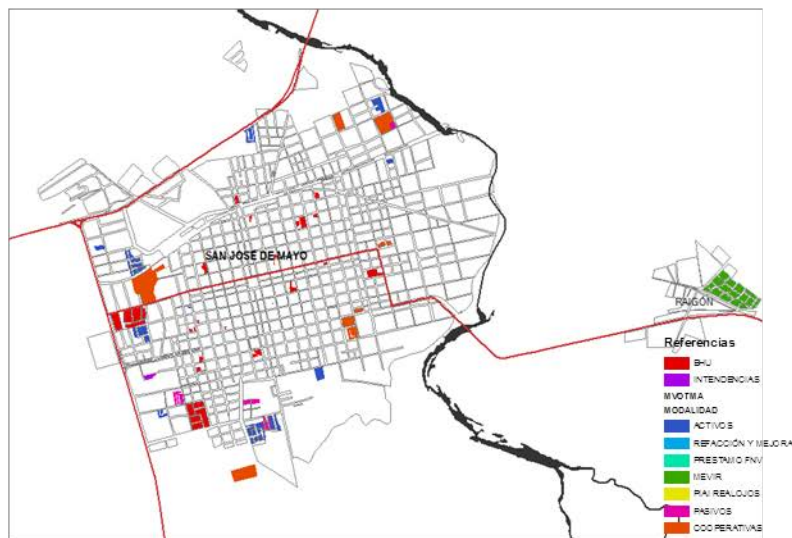 SAN JOSE DE MAYO
RAIGÓN
Referencias
BHU
INTENDENCIAS
MVOTMA
MODALIDAD
ACTIVOS
REFACCIÓN Y MEJORA
PRESTAMO FNV
MEVIR
PIAI REALOJOS
PASIVOS
COOPERATIVAS